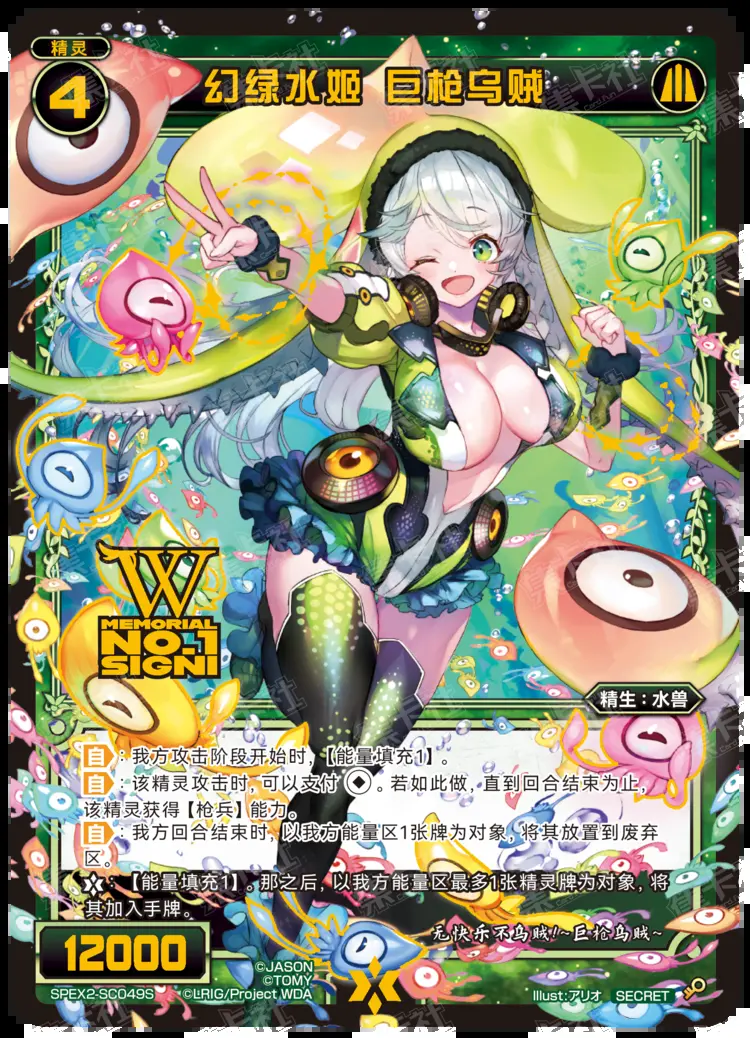 精灵
4
幻绿水姬 巨枪乌贼
W
MEMORIAL
NO.1
SIGNI
精生：水兽
自：我方攻击阶段开始时，【能量填充1】。
自：该精灵攻击时，可以支付。若如此做，直到回合结束为止，
该精灵获得【枪兵】能力。
自：我方回合结束时，以我方能量区1张牌为对象，将其放置到废弃
区。
：【能量填充1】。那之后，以我方能量区最多1张精灵牌为对象，将
其加入手牌。
无快乐不乌贼!~巨枪乌贼~
12000
©JASON
©TOMY
SPEX2-SC049S ©LRIG/Project WDA Illust:アリオ SECRET
集卡社